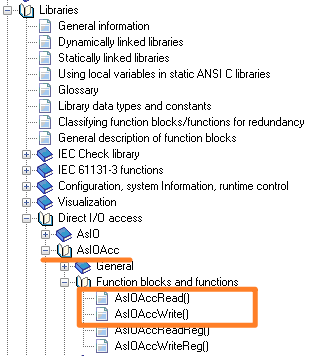 Libraries
General information
Dynamically linked libraries
Statically linked libraries
Using local variables in static ANSI C libraries
Glossary
Library data types and constants
Classifying function blocks/functions for redundancy
General description of function blocks
IEC Check library
IEC 61131-3 functions
Configuration, system Information, runtime control
Visualization
Direct I/O access
AsIO
AsIOAcc
General
Function blocks and functions
AsIOAccRead()
AsIOAccWrite()
AsIOAccReadReg()
AsIOAccWriteReg()